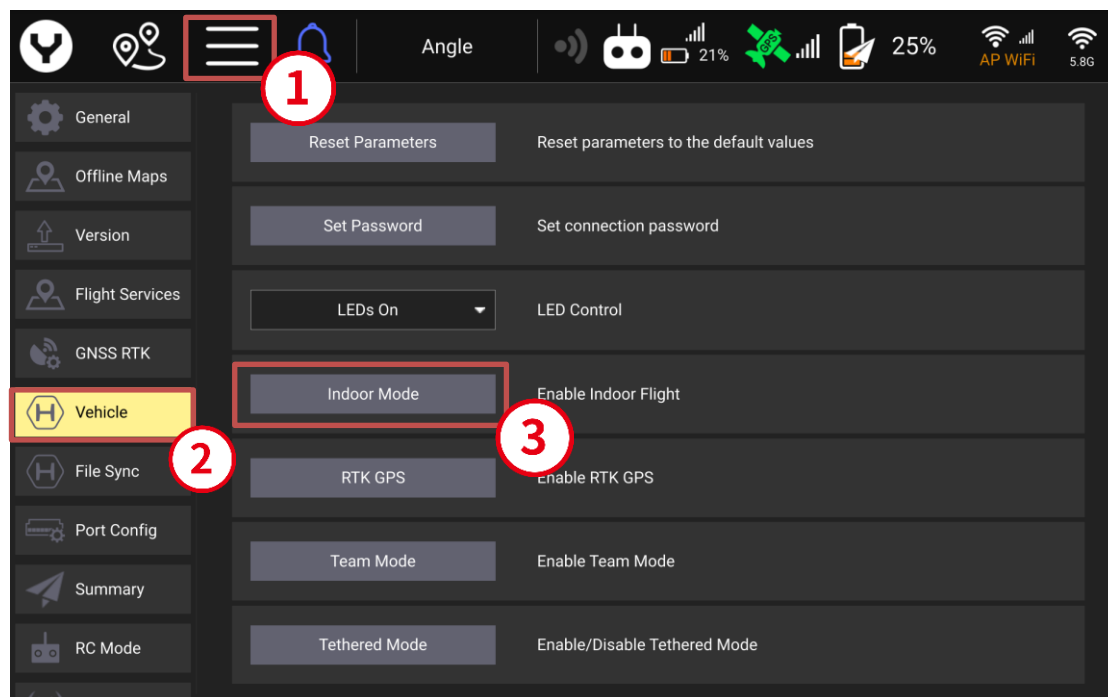 Angle
21%
25%
AP WiFi
5.8G
1
General
Offline Maps
Version
Flight Services
GNSS RTK
Vehicle
2
File Sync
Port Config
Summary
RC Mode
Reset Parameters
Reset parameters to the default values
Set Password
Set connection password
LEDs On
LED Control
Indoor Mode
Enable Indoor Flight
3
RTK GPS
Enable RTK GPS
Team Mode
Enable Team Mode
Tethered Mode
Enable/Disable Tethered Mode